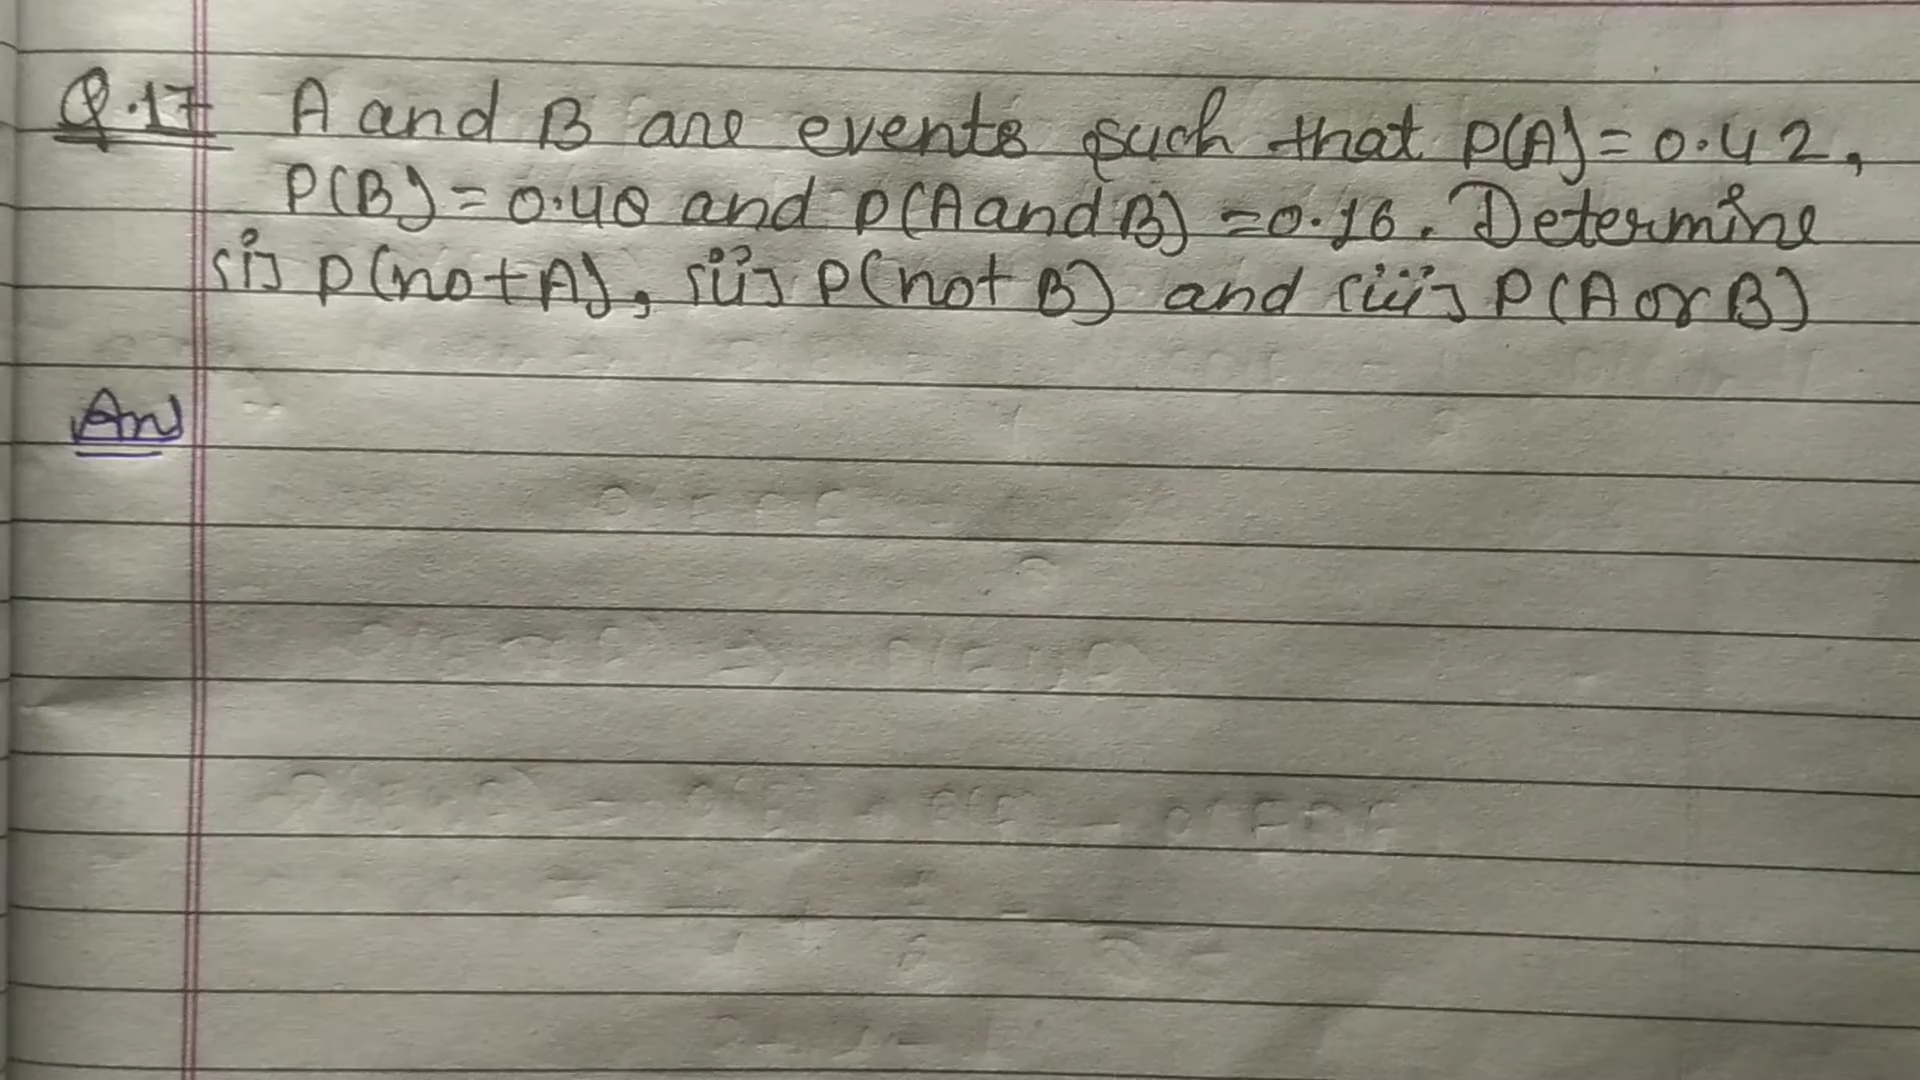 Q.17 A and B are events such that P(A) = 0.42,
P(B) = 0.48 and P(A and B) = 0.16. Determine
(i) P(not A), (ii) P(not B) and (iii) P(A or B)
Ans